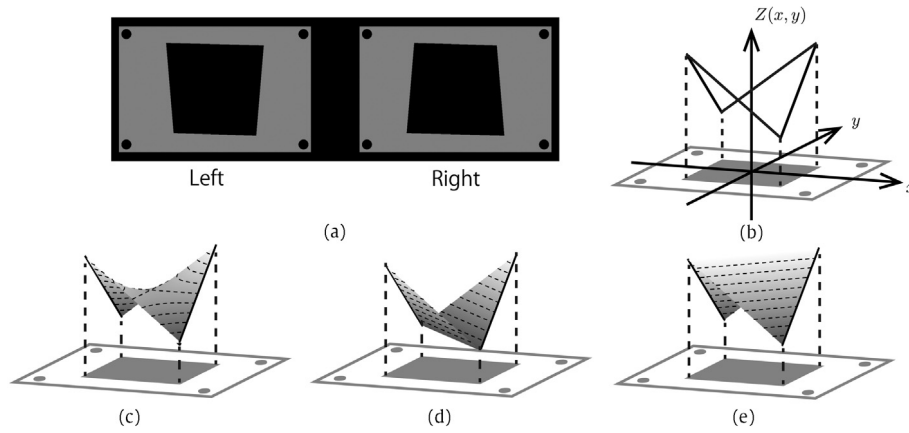 Left
Right
(a)
Z(x, y)
y
x
(b)
(c)
(d)
(e)